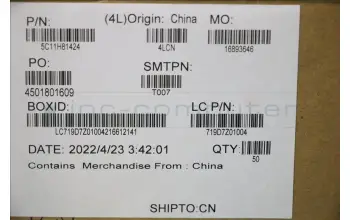 P/N:
(4L)Origin: China
MO:
5C11H81424
4LCN
16893646
PO:
SMTPN:
4501801609
T007
BOXID:
LC P/N:
LC719D7Z01004216612141
719D7Z01004
DATE: 2022/4/23 3:42:01
QTY:
50
Contains Merchandise From : China
SHIPTO:CN